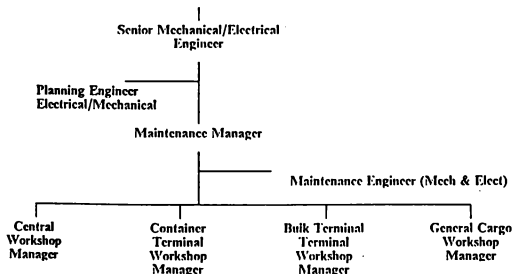 Senior Mechanical/Electrical
Engineer
Planning Engineer
Electrical/Mechanical
Maintenance Manager
Maintenance Engineer (Mech & Elect)
Central
Workshop
Manager
Container
Terminal
Workshop
Manager
Bulk Terminal
Terminal
Workshop
Manager
General Cargo
Workshop
Manager